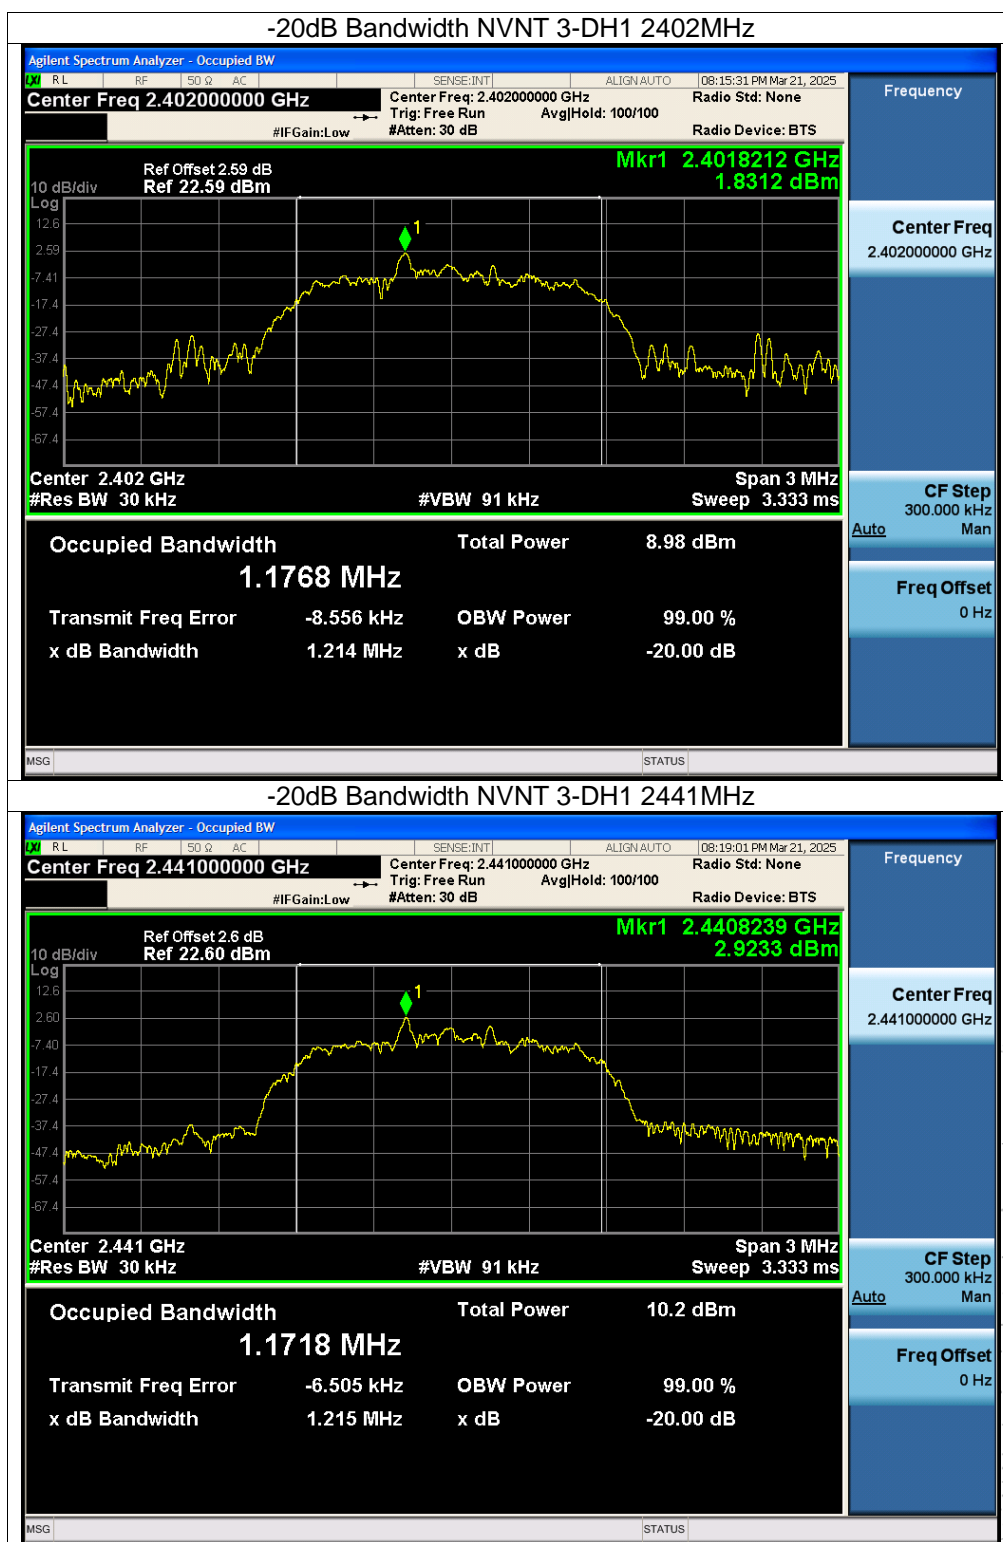 -20dB Bandwidth NVNT 3-DH1 2402MHz
Agilent Spectrum Analyzer - Occupied BW
LXI RL RF 50 Ω AC SENSE:INT ALIGN AUTO 08:15:31 PM Mar 21, 2025
Center Freq 2.402000000 GHz
Center Freq: 2.402000000 GHz Radio Std: None
Trig: Free Run Avg|Hold: 100/100
#IFGain:Low #Atten: 30 dB Radio Device: BTS
Frequency
Mkr1 2.4018212 GHz
1.8312 dBm
Ref Offset 2.59 dB
10 dB/div Ref 22.59 dBm
Log
12.6
2.59
-7.41
-17.4
-27.4
-37.4
-47.4
-57.4
-67.4
1
Center 2.402 GHz Span 3 MHz
#Res BW 30 kHz #VBW 91 kHz Sweep 3.333 ms
Occupied Bandwidth Total Power 8.98 dBm
1.1768 MHz
Transmit Freq Error -8.556 kHz OBW Power 99.00 %
x dB Bandwidth 1.214 MHz x dB -20.00 dB
Center Freq
2.402000000 GHz
CF Step
300.000 kHz
Auto Man
Freq Offset
0 Hz
MSG STATUS
-20dB Bandwidth NVNT 3-DH1 2441MHz
Agilent Spectrum Analyzer - Occupied BW
LXI RL RF 50 Ω AC SENSE:INT ALIGN AUTO 08:19:01 PM Mar 21, 2025
Center Freq 2.441000000 GHz
Center Freq: 2.441000000 GHz Radio Std: None
Trig: Free Run Avg|Hold: 100/100
#IFGain:Low #Atten: 30 dB Radio Device: BTS
Frequency
Mkr1 2.4408239 GHz
2.9233 dBm
Ref Offset 2.6 dB
10 dB/div Ref 22.60 dBm
Log
12.6
2.60
-7.40
-17.4
-27.4
-37.4
-47.4
-57.4
-67.4
1
Center 2.441 GHz Span 3 MHz
#Res BW 30 kHz #VBW 91 kHz Sweep 3.333 ms
Occupied Bandwidth Total Power 10.2 dBm
1.1718 MHz
Transmit Freq Error -6.505 kHz OBW Power 99.00 %
x dB Bandwidth 1.215 MHz x dB -20.00 dB
Center Freq
2.441000000 GHz
CF Step
300.000 kHz
Auto Man
Freq Offset
0 Hz
MSG STATUS